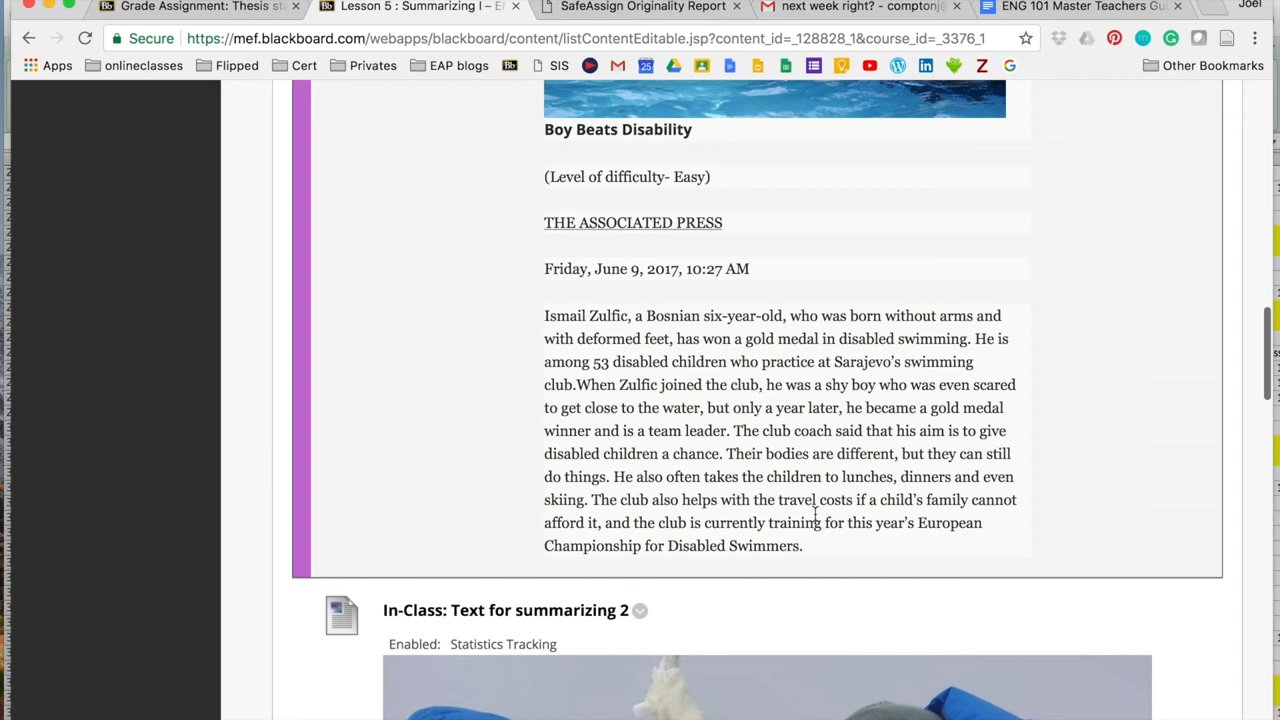 Grade Assignment: Thesis st
Lesson 5 : Summarizing I – E
SafeAssign Originality Report
next week right? - comptonj
ENG 101 Master Teachers Gu
Joel
Secure
https://mef.blackboard.com/webapps/blackboard/content/listContentEditable.jsp?content_id=_128828_1&course_id=_3376_1
Apps onlineclasses Flipped Cert Privates EAP blogs Bb SIS Other Bookmarks
Boy Beats Disability
(Level of difficulty- Easy)
THE ASSOCIATED PRESS
Friday, June 9, 2017, 10:27 AM
Ismail Zulfic, a Bosnian six-year-old, who was born without arms and
with deformed feet, has won a gold medal in disabled swimming. He is
among 53 disabled children who practice at Sarajevo’s swimming
club.When Zulfic joined the club, he was a shy boy who was even scared
to get close to the water, but only a year later, he became a gold medal
winner and is a team leader. The club coach said that his aim is to give
disabled children a chance. Their bodies are different, but they can still
do things. He also often takes the children to lunches, dinners and even
skiing. The club also helps with the travel costs if a child’s family cannot
afford it, and the club is currently training for this year’s European
Championship for Disabled Swimmers.
In-Class: Text for summarizing 2
Enabled: Statistics Tracking